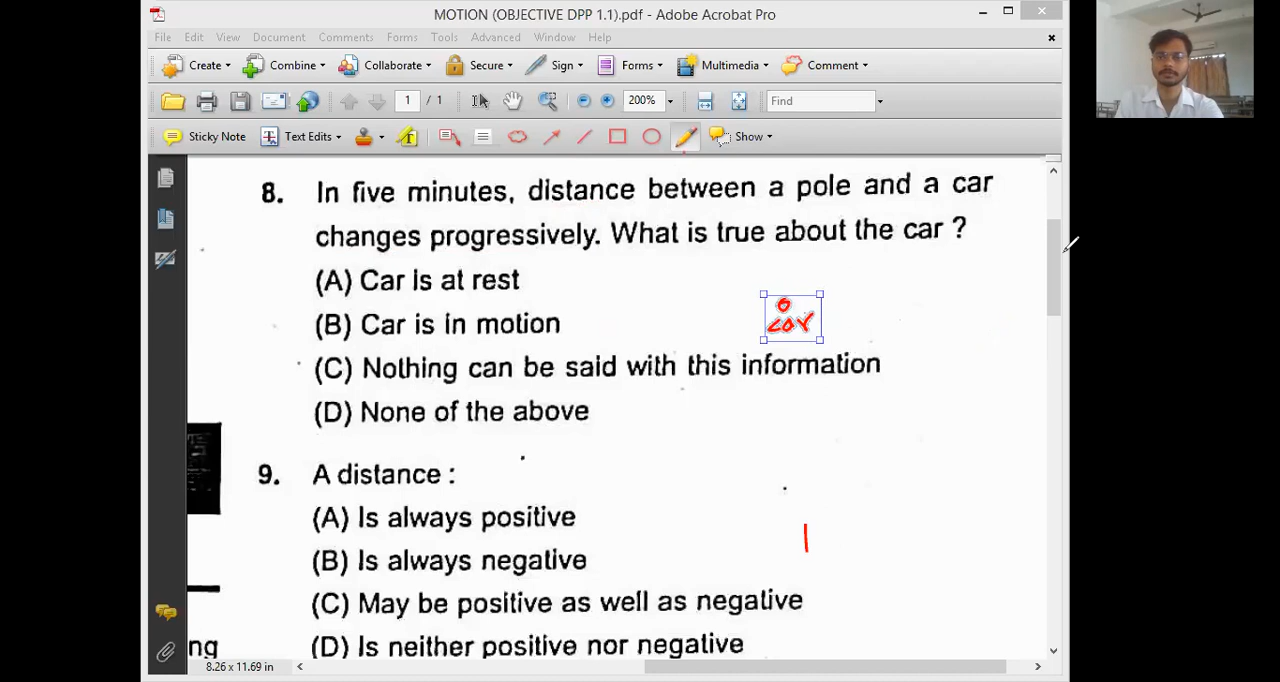 MOTION (OBJECTIVE DPP 1.1).pdf - Adobe Acrobat Pro
File Edit View Document Comments Forms Tools Advanced Window Help
Create Combine Collaborate Secure Sign Forms Multimedia Comment
1 / 1 200% Find
Sticky Note Text Edits Show
8. In five minutes, distance between a pole and a car
changes progressively. What is true about the car ?
(A) Car is at rest
(B) Car is in motion
car
(C) Nothing can be said with this information
(D) None of the above
9. A distance :
(A) Is always positive
(B) Is always negative
(C) May be positive as well as negative
(D) Is neither positive nor negative
ng
8.26 x 11.69 in